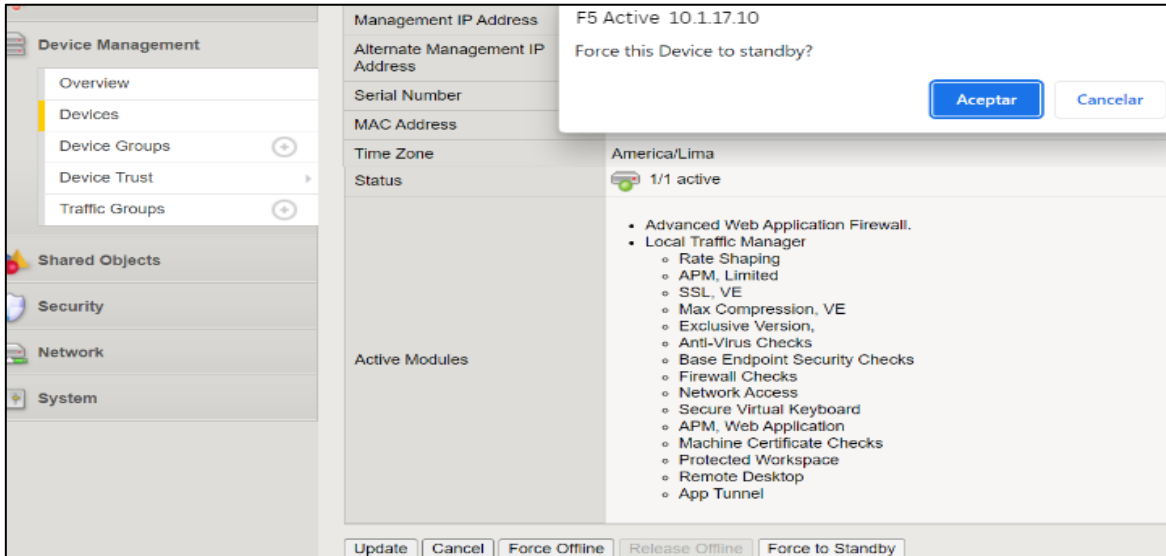 Device Management
Overview
Devices
Device Groups
Device Trust
Traffic Groups
Shared Objects
Security
Network
System
Management IP Address
Alternate Management IP
Address
Serial Number
MAC Address
Time Zone
America/Lima
Status
1/1 active
Active Modules
Advanced Web Application Firewall.
Local Traffic Manager
Rate Shaping
APM, Limited
SSL, VE
Max Compression, VE
Exclusive Version,
Anti-Virus Checks
Base Endpoint Security Checks
Firewall Checks
Network Access
Secure Virtual Keyboard
APM, Web Application
Machine Certificate Checks
Protected Workspace
Remote Desktop
App Tunnel
Update Cancel Force Offline Release Offline Force to Standby
F5 Active 10.1.17.10
Force this Device to standby?
Aceptar Cancelar